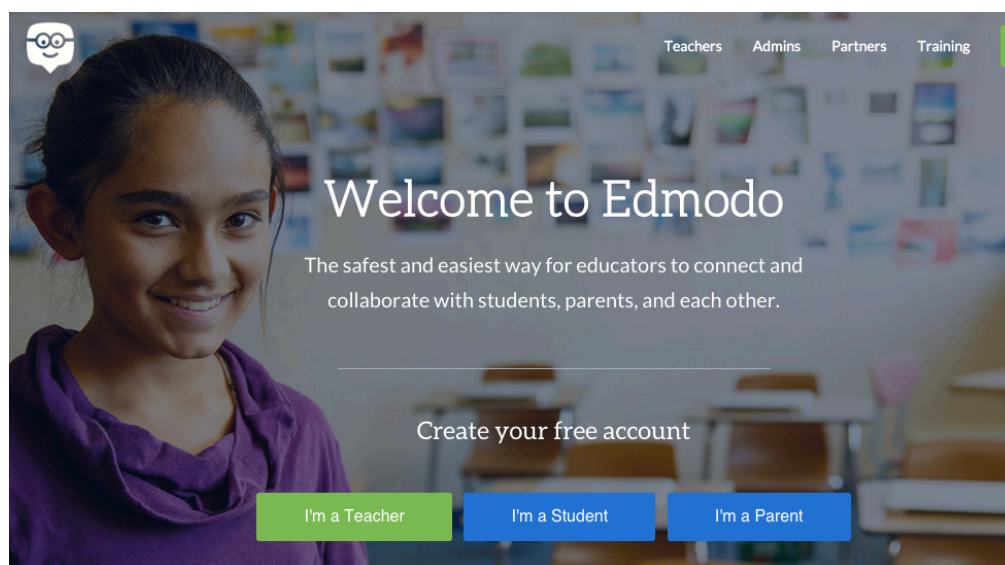 Teachers Admins Partners Training
Welcome to Edmodo
The safest and easiest way for educators to connect and
collaborate with students, parents, and each other.
Create your free account
I'm a Teacher I'm a Student I'm a Parent